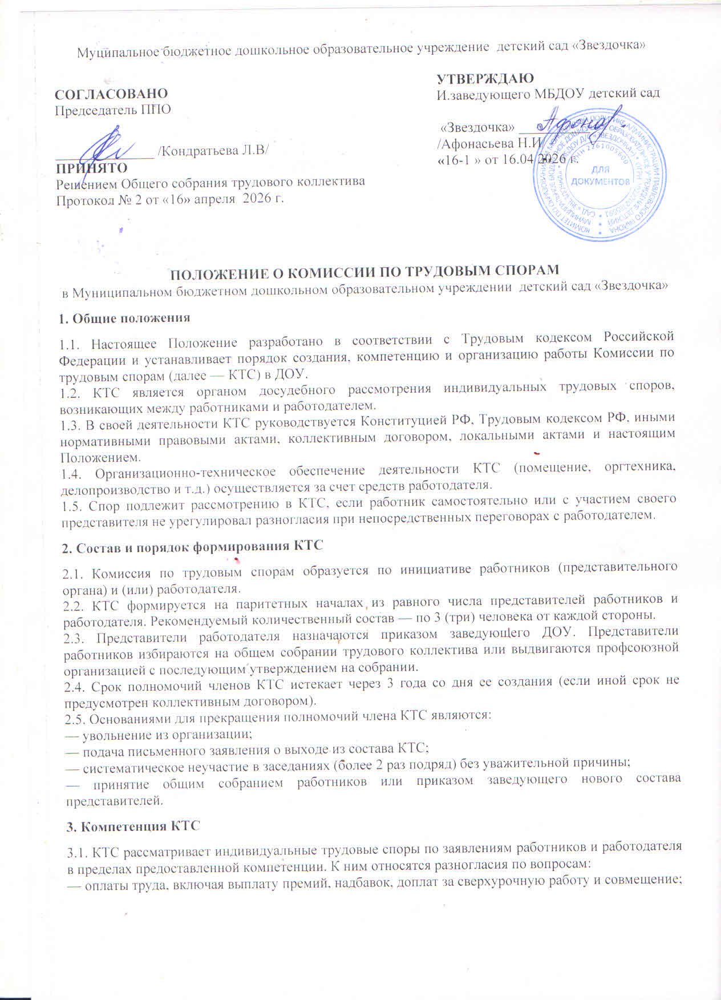 Муципальное бюджетное дошкольное образовательное учреждение детский сад «Звездочка»
СОГЛАСОВАНО
Председатель ППО
/Кондратьева Л.В/
ПРИНЯТО
Решением Общего собрания трудового коллектива
Протокол № 2 от «16» апреля 2026 г.
УТВЕРЖДАЮ
И.заведующего МБДОУ детский сад
«Звездочка»
/Афонасьева Н.И
«16-1 » от 16.04.2026 г.
ДЛЯ
ДОКУМЕНТОВ
ПОЛОЖЕНИЕ О КОМИССИИ ПО ТРУДОВЫМ СПОРАМ
в Муниципальном бюджетном дошкольном образовательном учреждении детский сад «Звездочка»
1. Общие положения
1.1. Настоящее Положение разработано в соответствии с Трудовым кодексом Российской
Федерации и устанавливает порядок создания, компетенцию и организацию работы Комиссии по
трудовым спорам (далее — КТС) в ДОУ.
1.2. КТС является органом досудебного рассмотрения индивидуальных трудовых споров,
возникающих между работниками и работодателем.
1.3. В своей деятельности КТС руководствуется Конституцией РФ, Трудовым кодексом РФ, иными
нормативными правовыми актами, коллективным договором, локальными актами и настоящим
Положением.
1.4. Организационно-техническое обеспечение деятельности КТС (помещение, оргтехника,
делопроизводство и т.д.) осуществляется за счет средств работодателя.
1.5. Спор подлежит рассмотрению в КТС, если работник самостоятельно или с участием своего
представителя не урегулировал разногласия при непосредственных переговорах с работодателем.
2. Состав и порядок формирования КТС
2.1. Комиссия по трудовым спорам образуется по инициативе работников (представительного
органа) и (или) работодателя.
2.2. КТС формируется на паритетных началах из равного числа представителей работников и
работодателя. Рекомендуемый количественный состав — по 3 (три) человека от каждой стороны.
2.3. Представители работодателя назначаются приказом заведующего ДОУ. Представители
работников избираются на общем собрании трудового коллектива или выдвигаются профсоюзной
организацией с последующим утверждением на собрании.
2.4. Срок полномочий членов КТС истекает через 3 года со дня ее создания (если иной срок не
предусмотрен коллективным договором).
2.5. Основаниями для прекращения полномочий члена КТС являются:
— увольнение из организации;
— подача письменного заявления о выходе из состава КТС;
— систематическое неучастие в заседаниях (более 2 раз подряд) без уважительной причины;
— принятие общим собранием работников или приказом заведующего нового состава
представителей.
3. Компетенция КТС
3.1. КТС рассматривает индивидуальные трудовые споры по заявлениям работников и работодателя
в пределах предоставленной компетенции. К ним относятся разногласия по вопросам:
— оплаты труда, включая выплату премий, надбавок, доплат за сверхурочную работу и совмещение;